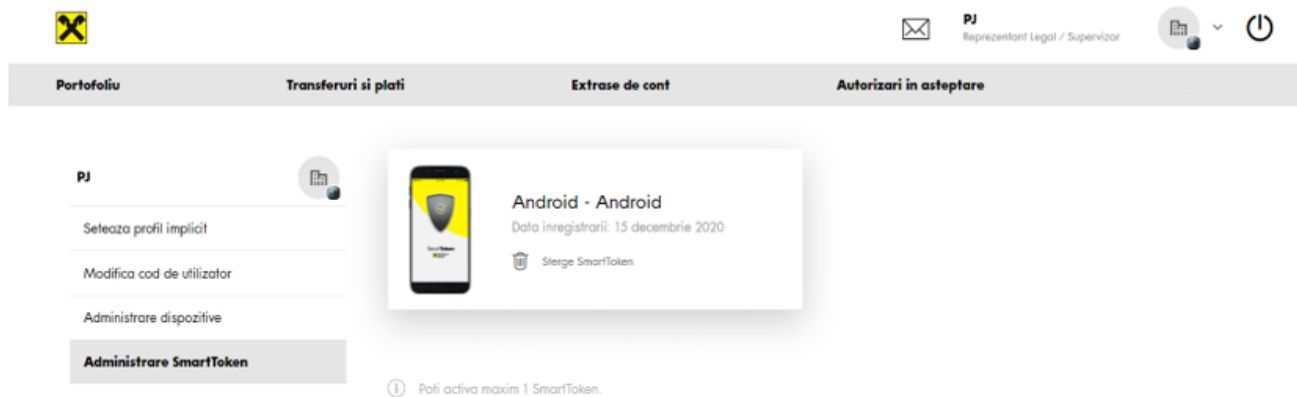 PJ
Reprezentant Legal / Supervizor
Portofoliu Transferuri si plati Extrase de cont Autorizari in asteptare
PJ
Seteaza profil implicit
Modifica cod de utilizator
Administrare dispozitive
Administrare SmartToken
Android - Android
Data inregistrarii: 15 decembrie 2020
Sterge SmartToken
SmartToken
Poti activa maxim 1 SmartToken.